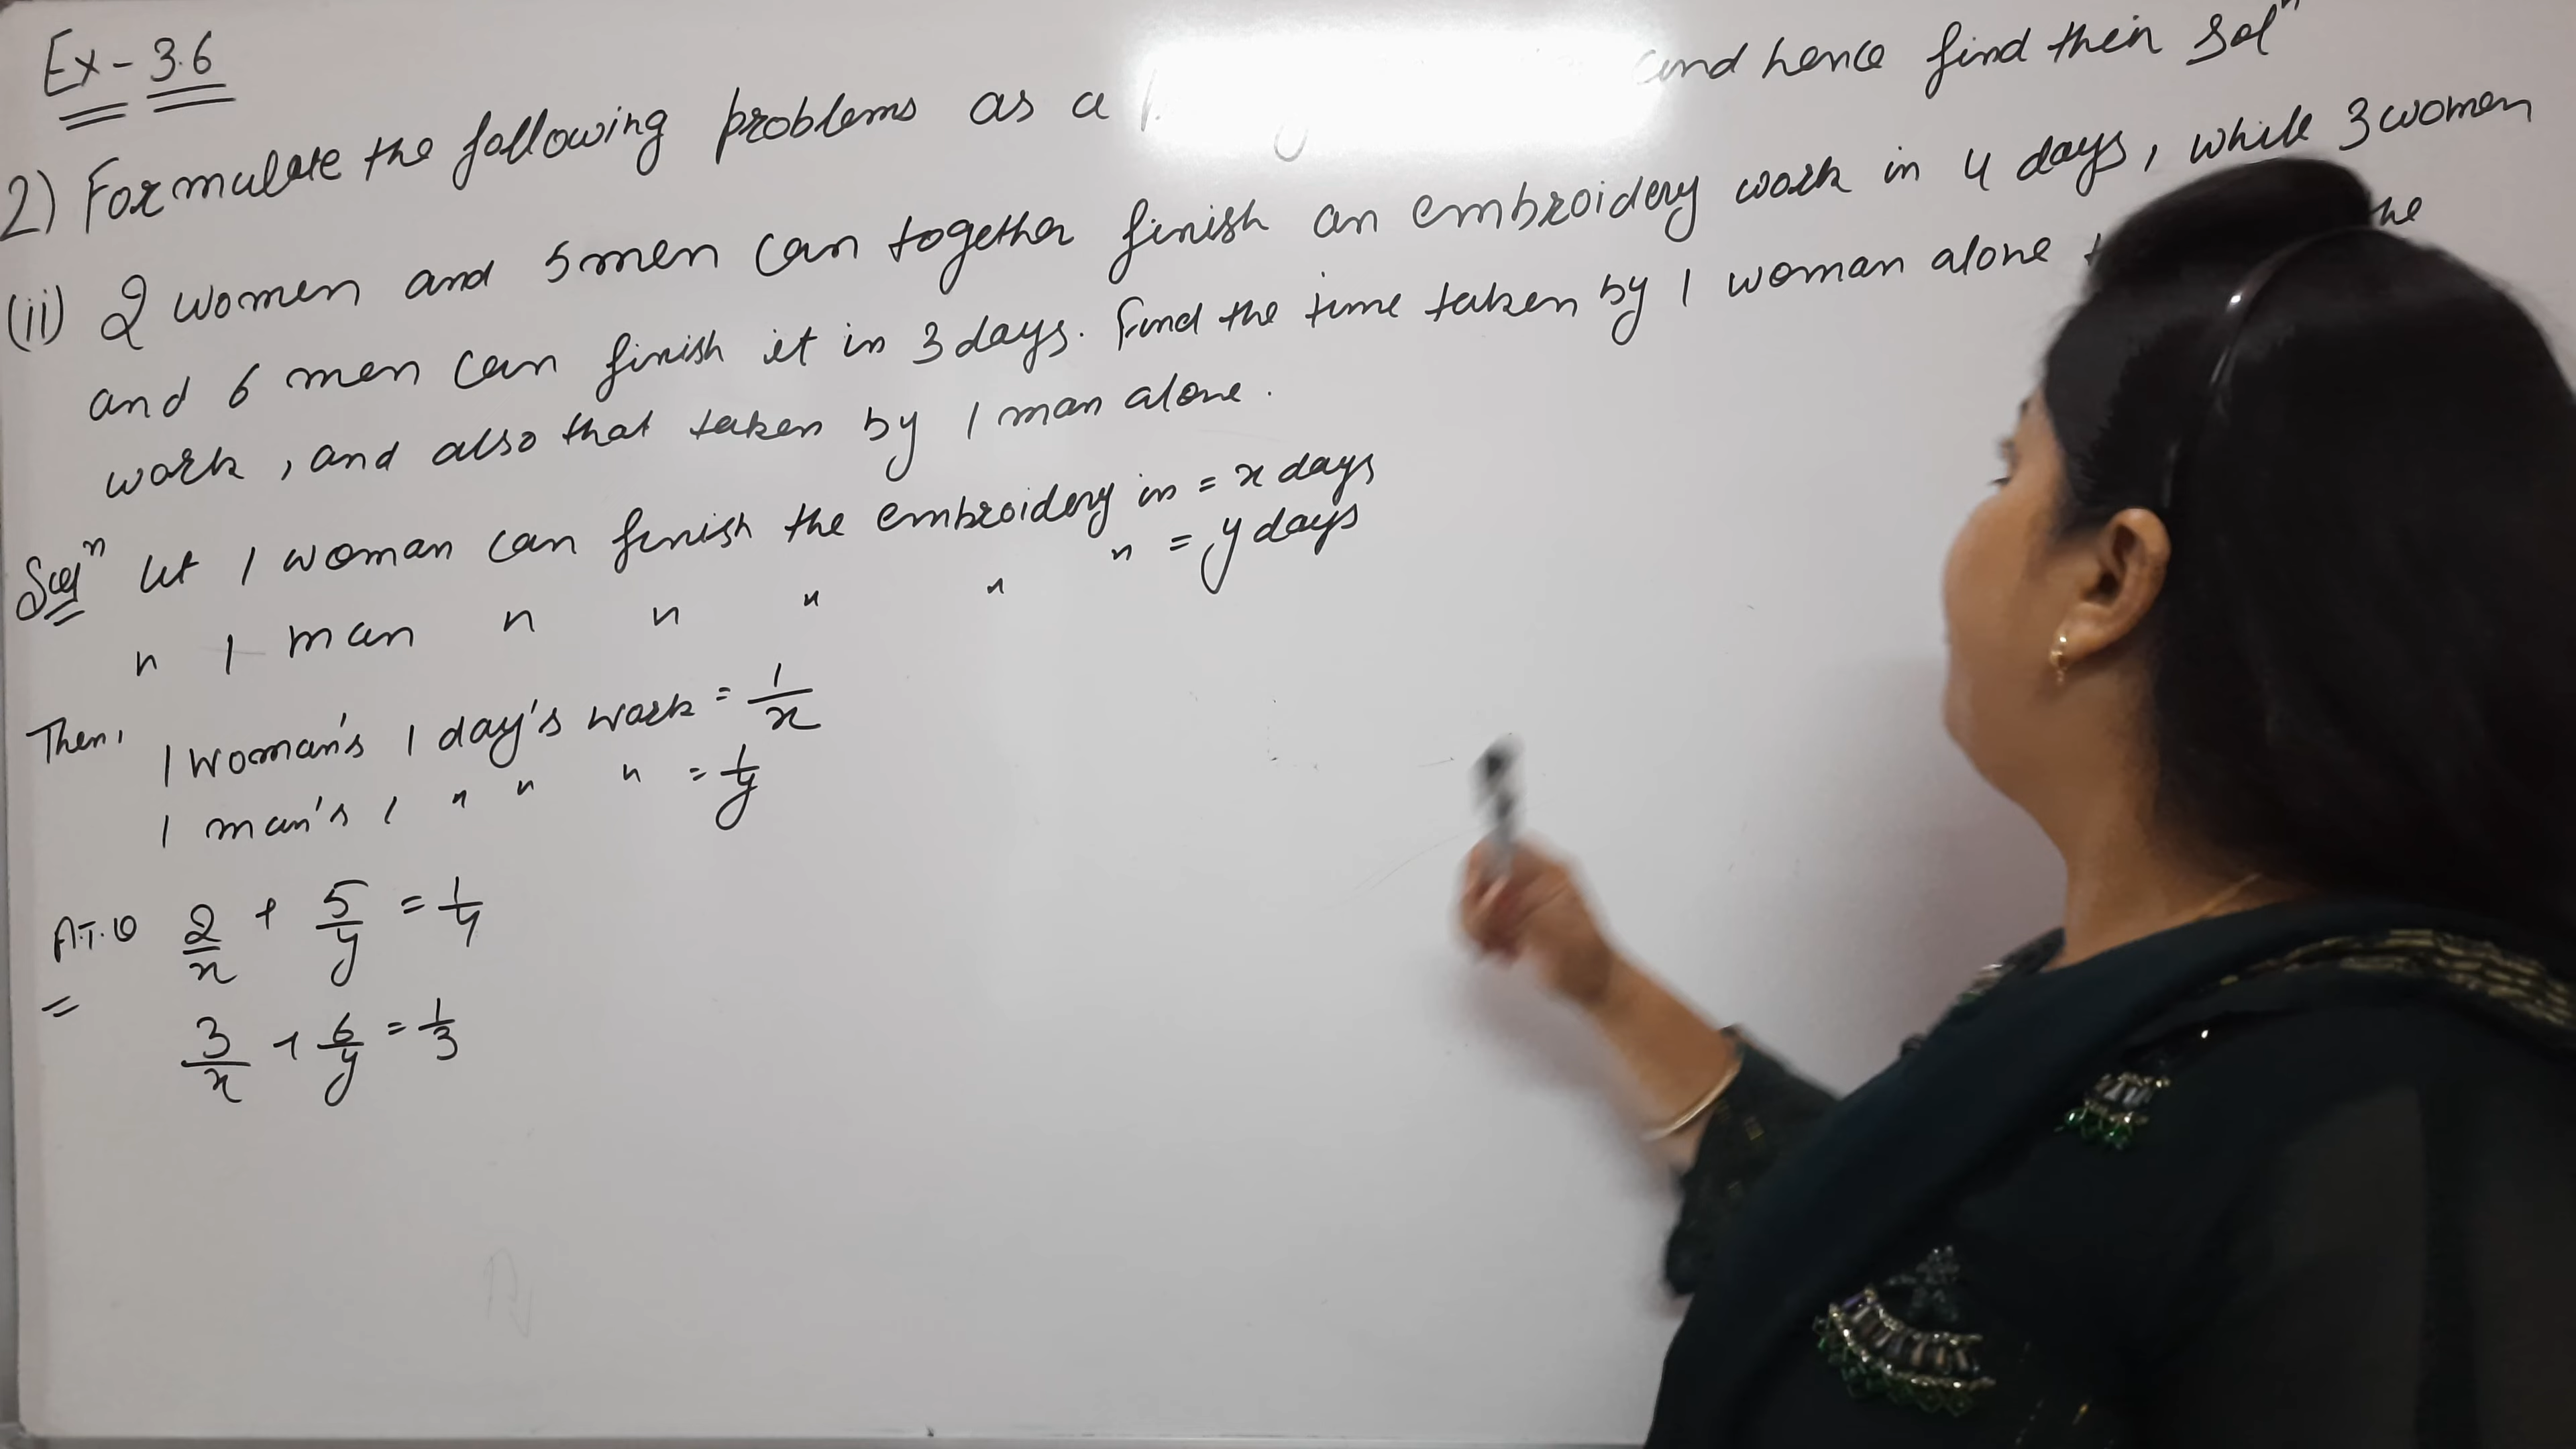 Ex - 3.6
2) Formulate the following problems as a and hence find their Solⁿ
(ii) 2 women and 5 men can together finish an embroidery work in 4 days, while 3 women
and 6 men can finish it in 3 days. Find the time taken by 1 woman alone
work, and also that taken by 1 man alone.
Solⁿ let 1 woman can finish the embroidery in = x days
" 1 man " " " " " = y days
Then, 1 woman's 1 day's work = 1/x
1 man's 1 " " " = 1/y
A.T.Q 2/x + 5/y = 1/4
= 3/x + 6/y = 1/3